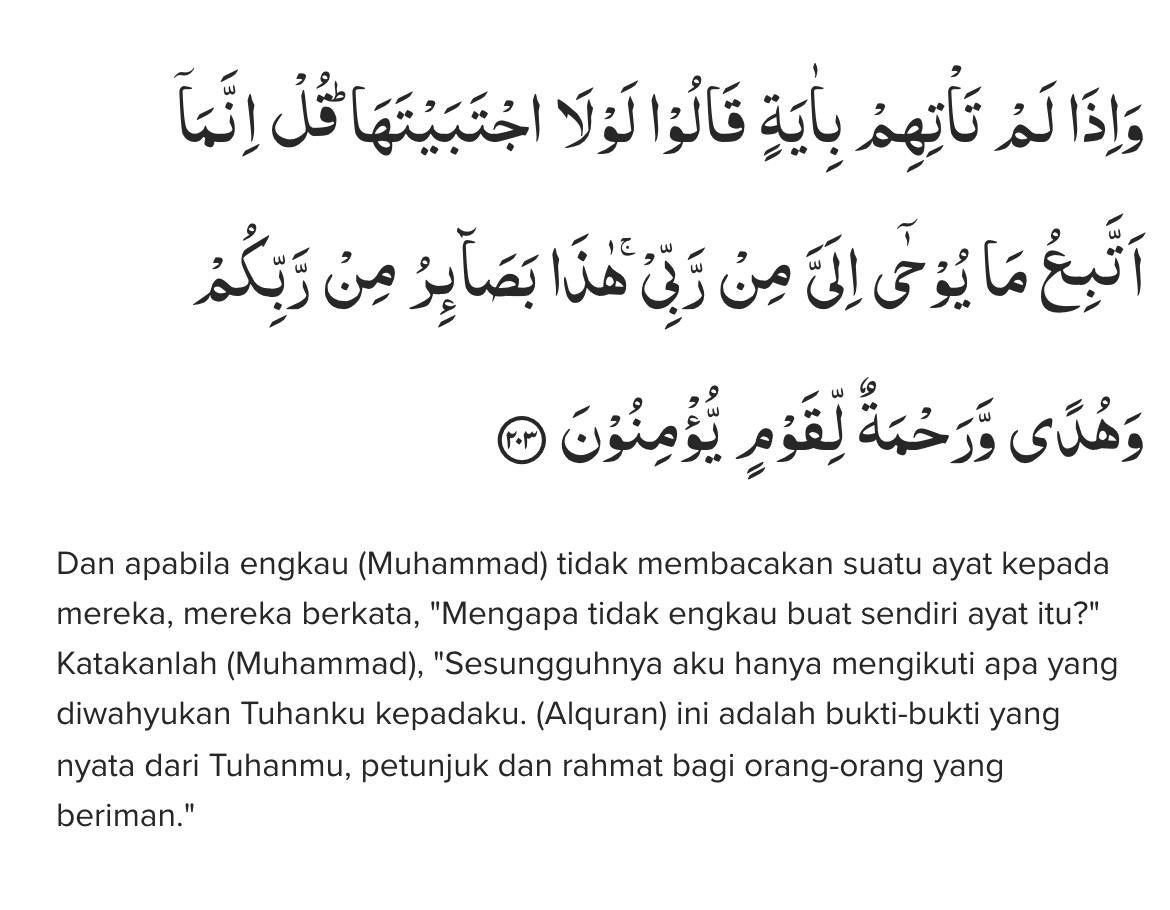 وَاِذَا لَمْ تَأْتِهِمْ بِاٰيَةٍ قَالُوْا لَوْلَا اجْتَبَيْتَهَاۗ قُلْ اِنَّمَآ
اَتَّبِعُ مَا يُوْحٰٓى اِلَيَّ مِنْ رَّبِّيْۚ هٰذَا بَصَاۤىِٕرُ مِنْ رَّبِّكُمْ
وَهُدًى وَّرَحْمَةٌ لِّقَوْمٍ يُّؤْمِنُوْنَ ٢٠٣
Dan apabila engkau (Muhammad) tidak membacakan suatu ayat kepada
mereka, mereka berkata, "Mengapa tidak engkau buat sendiri ayat itu?"
Katakanlah (Muhammad), "Sesungguhnya aku hanya mengikuti apa yang
diwahyukan Tuhanku kepadaku. (Alquran) ini adalah bukti-bukti yang
nyata dari Tuhanmu, petunjuk dan rahmat bagi orang-orang yang
beriman."